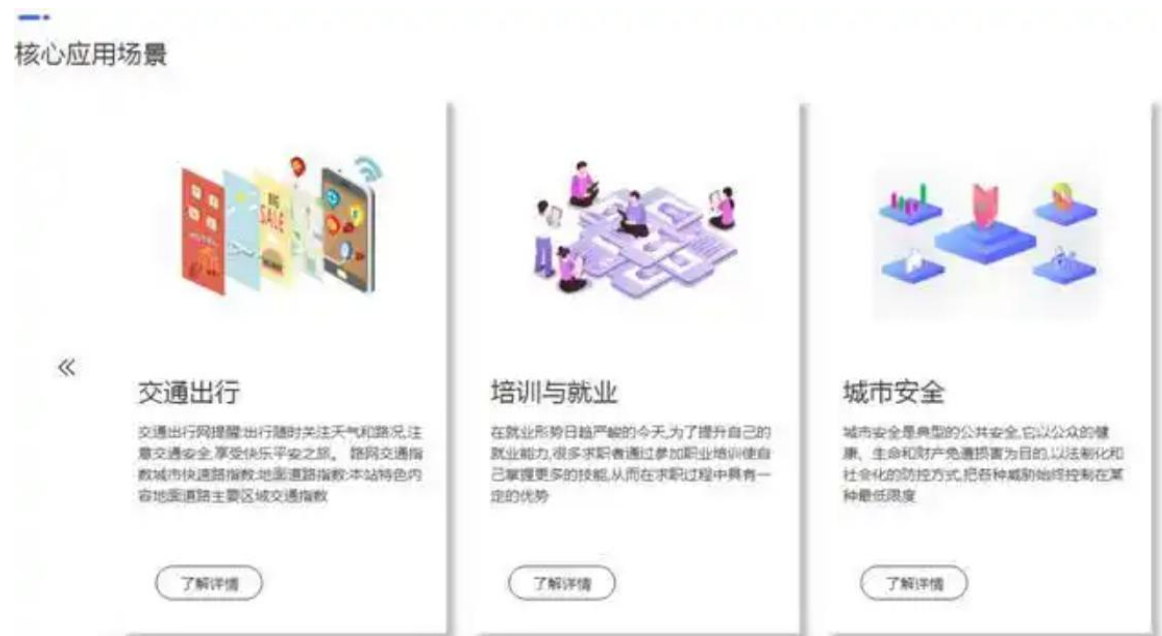 核心应用场景
BIG
SALE
«
交通出行
交通出行网提醒:出行随时关注天气和路况,注
意交通安全,享受快乐平安之旅。 路网交通指
数城市快速路指数:地面道路指数:本站特色内
容地面道路主要区域交通指数
了解详情
培训与就业
在就业形势日趋严峻的今天,为了提升自己的
就业能力,很多求职者通过参加职业培训使自
己掌握更多的技能,从而在求职过程中具有一
定的优势
了解详情
城市安全
城市安全是典型的公共安全,它以公众的健
康、生命和财产免遭损害为目的,以法制化和
社会化的防控方式,把各种威胁始终控制在某
种最低限度
了解详情